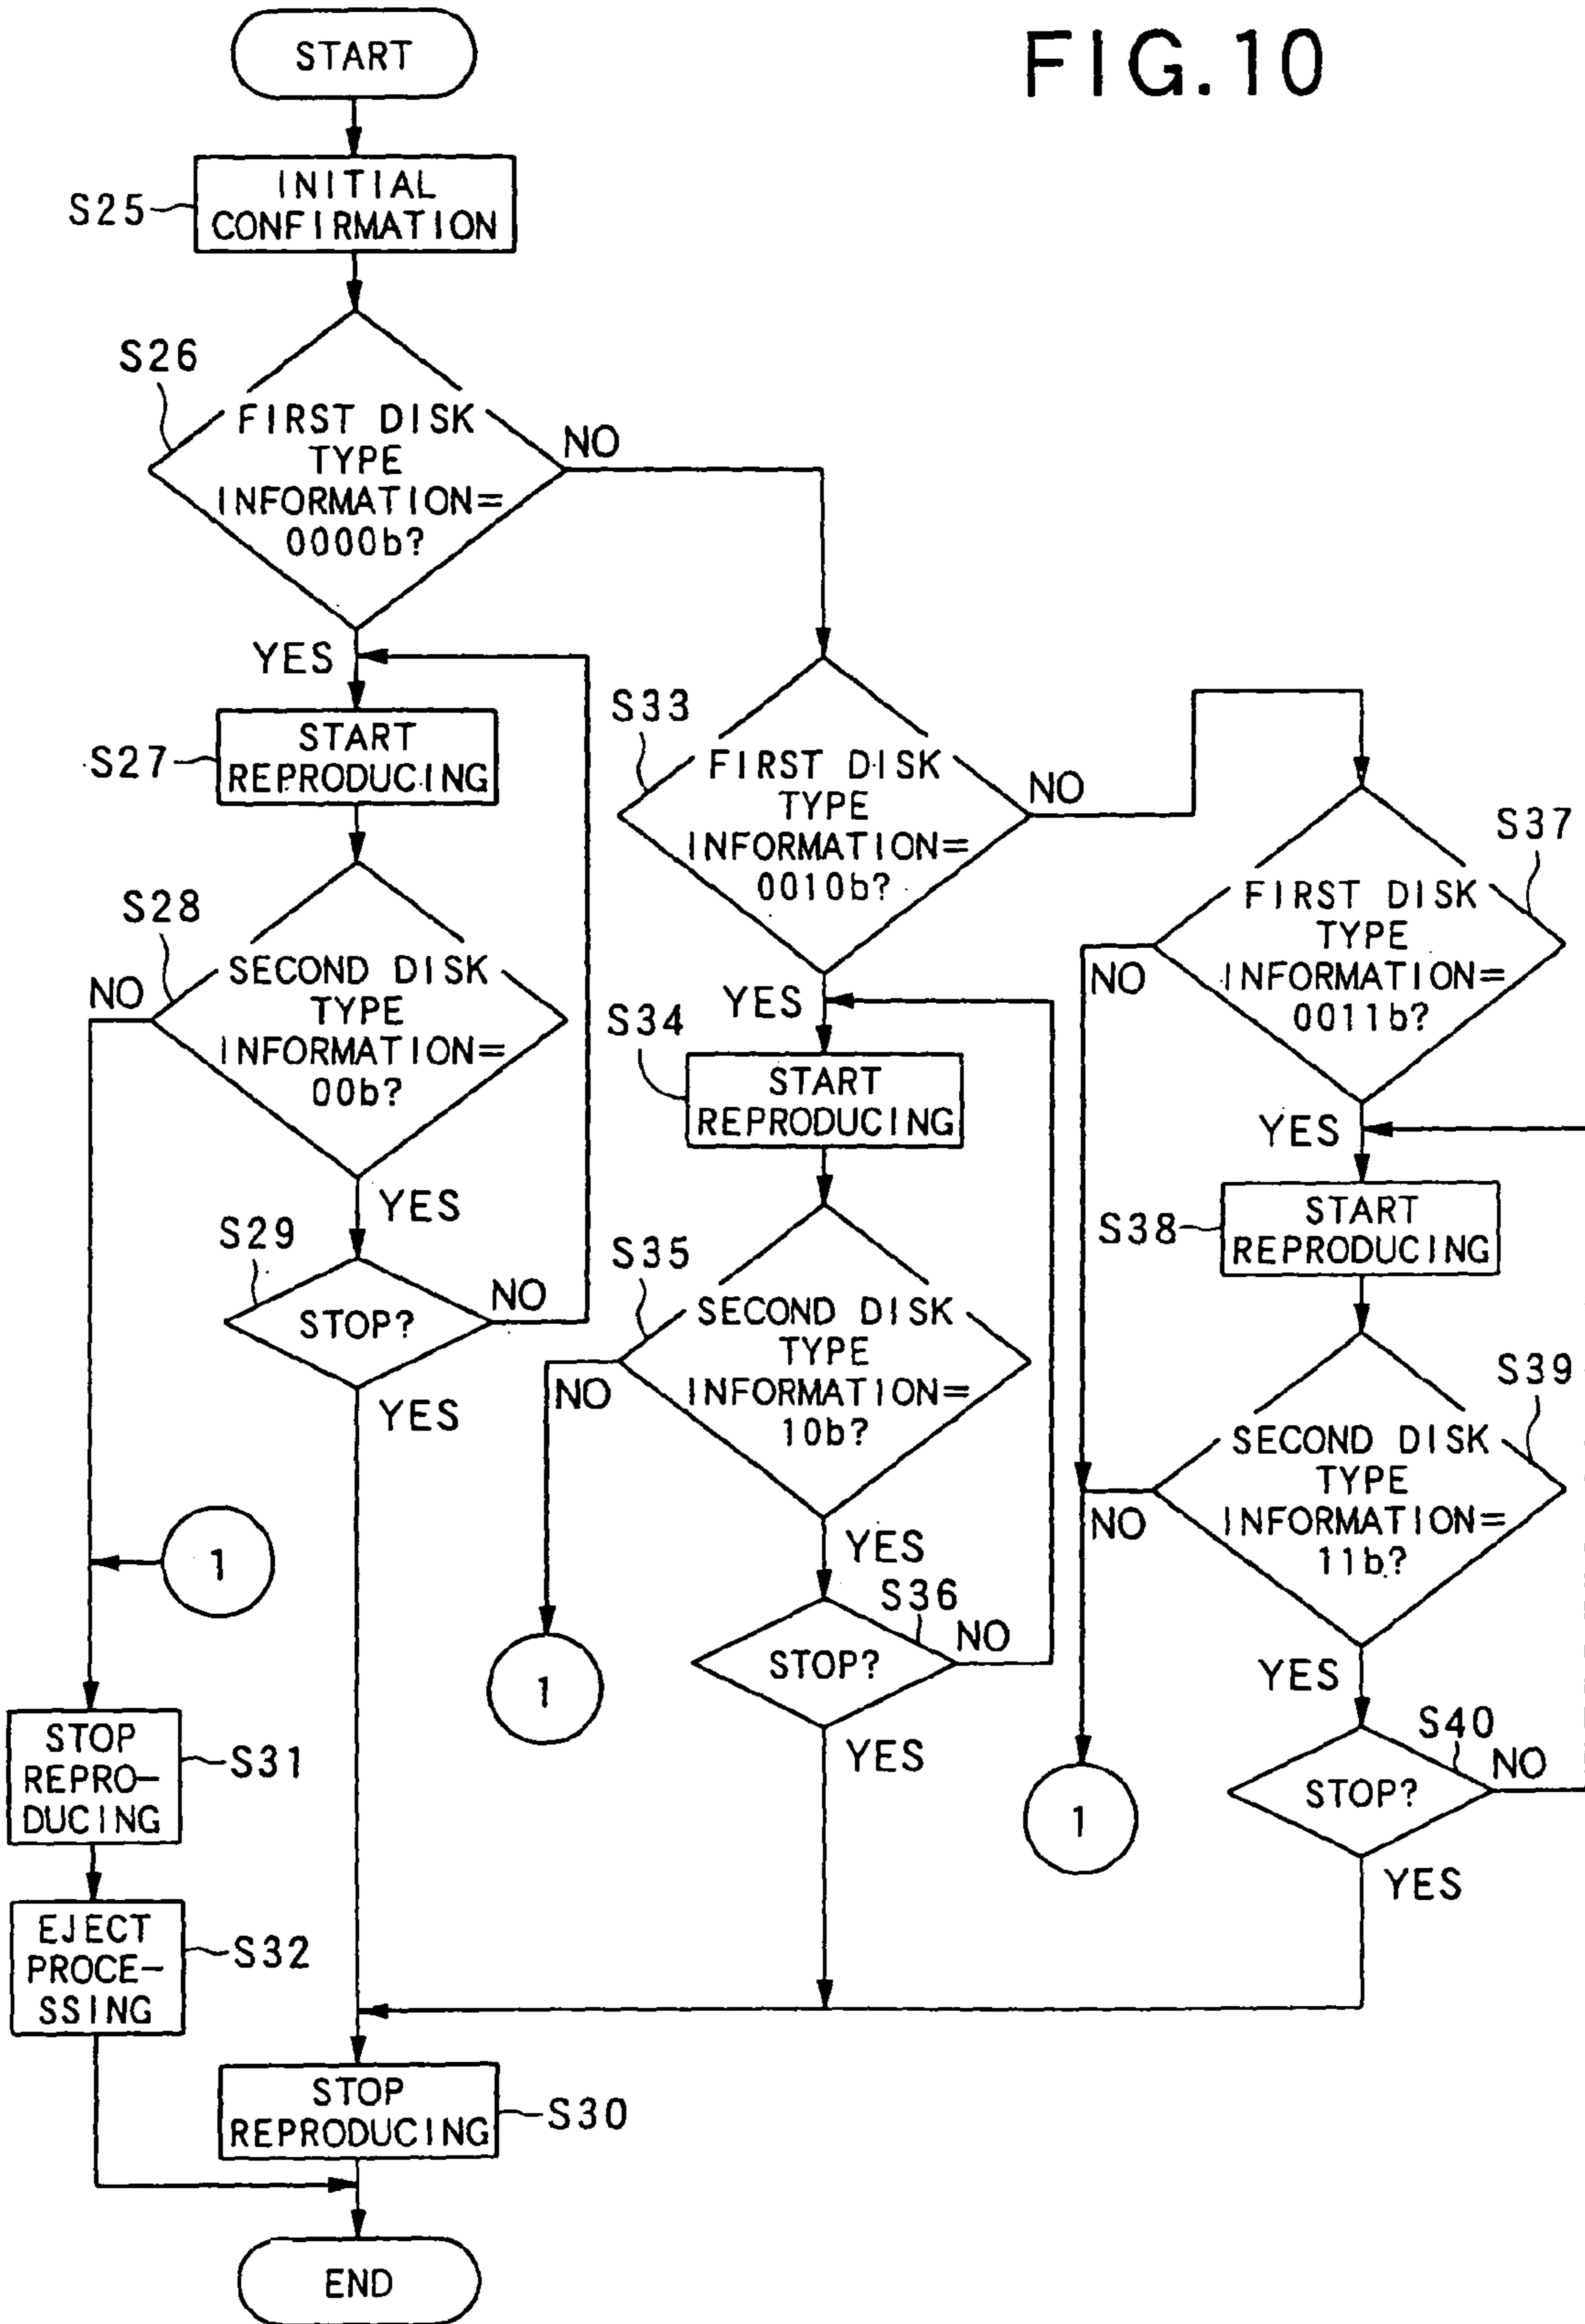 FIG.10
START
S25
INITIAL
CONFIRMATION
S26
FIRST DISK
TYPE
INFORMATION=
0000b?
NO
YES
S27
START
REPRODUCING
S28
SECOND DISK
TYPE
INFORMATION=
00b?
NO
YES
S29
STOP?
NO
YES
1
STOP
REPRO-
DUCING
S31
EJECT
PROCE-
SSING
S32
STOP
REPRODUCING
S30
END
S33
FIRST DISK
TYPE
INFORMATION=
0010b?
NO
YES
S34
START
REPRODUCING
S35
SECOND DISK
TYPE
INFORMATION=
10b?
NO
1
YES
S36
STOP?
NO
YES
S37
FIRST DISK
TYPE
INFORMATION=
0011b?
NO
YES
S38
START
REPRODUCING
S39
SECOND DISK
TYPE
INFORMATION=
11b?
NO
1
YES
S40
STOP?
NO
YES